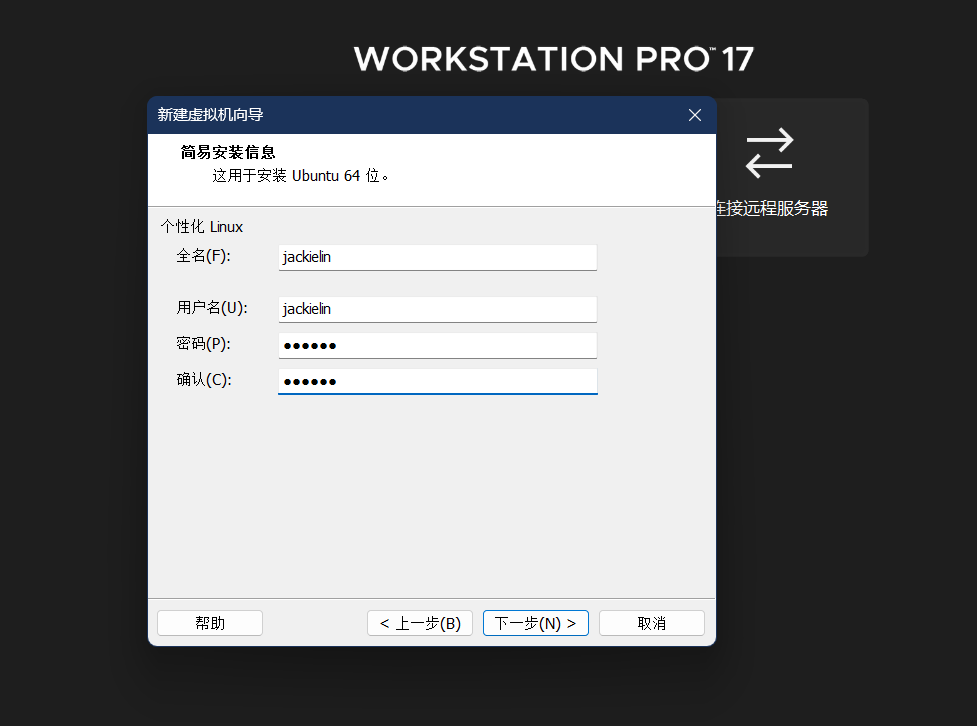 WORKSTATION PRO™ 17
新建虚拟机向导
简易安装信息
这用于安装 Ubuntu 64 位。
连接远程服务器
个性化 Linux
全名(F):
jackielin
用户名(U):
jackielin
密码(P):
●●●●●●
确认(C):
●●●●●●
帮助
< 上一步(B)
下一步(N) >
取消